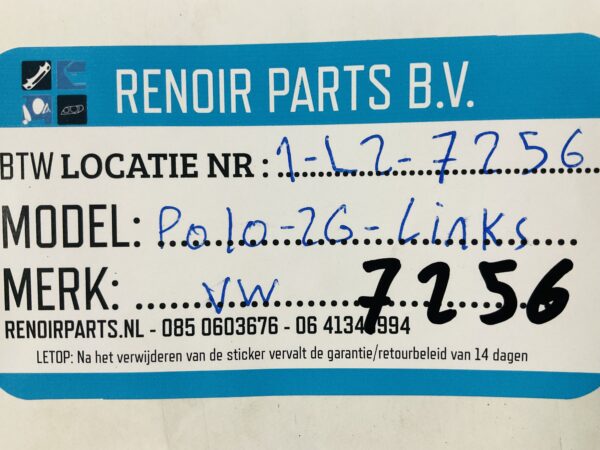 RENOIR PARTS B.V.
BTW LOCATIE NR : 1-L2-7256
MODEL: Polo-2G-Links
MERK: VW 7256
RENOIRPARTS.NL - 085 0603676 - 06
LETOP: Na het verwijderen van de sticker vervalt de garantie/retourbeleid van 14 dagen